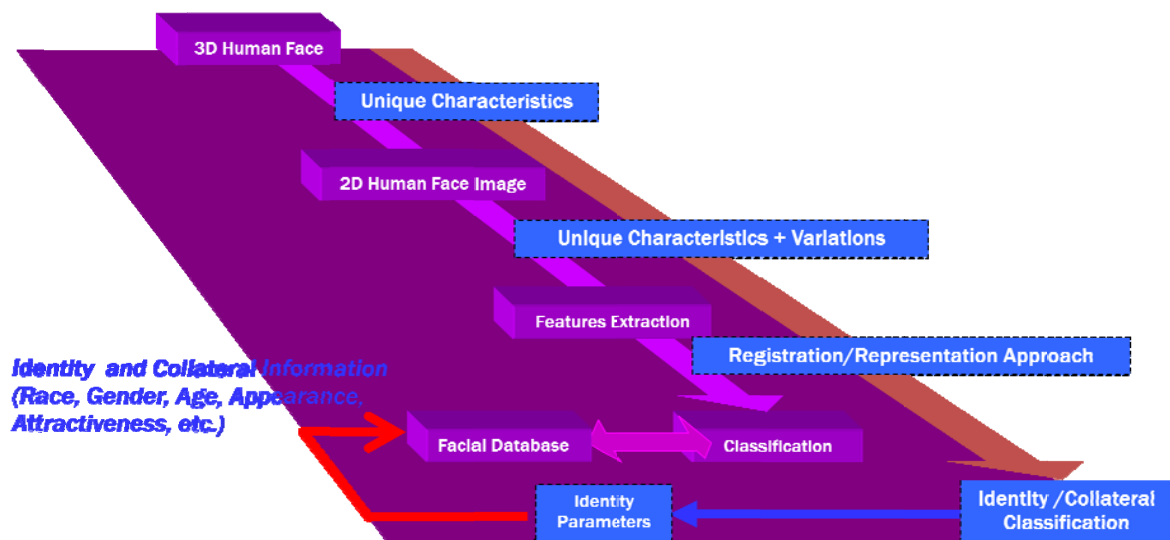 3D Human Face
Unique Characteristics
2D Human Face Image
Unique Characteristics + Variations
Features Extraction
Registration/Representation Approach
Identity and Collateral Information
(Race, Gender, Age, Appearance,
Attractiveness, etc.)
Facial Database
Classification
Identity
Parameters
Identity /Collateral
Classification